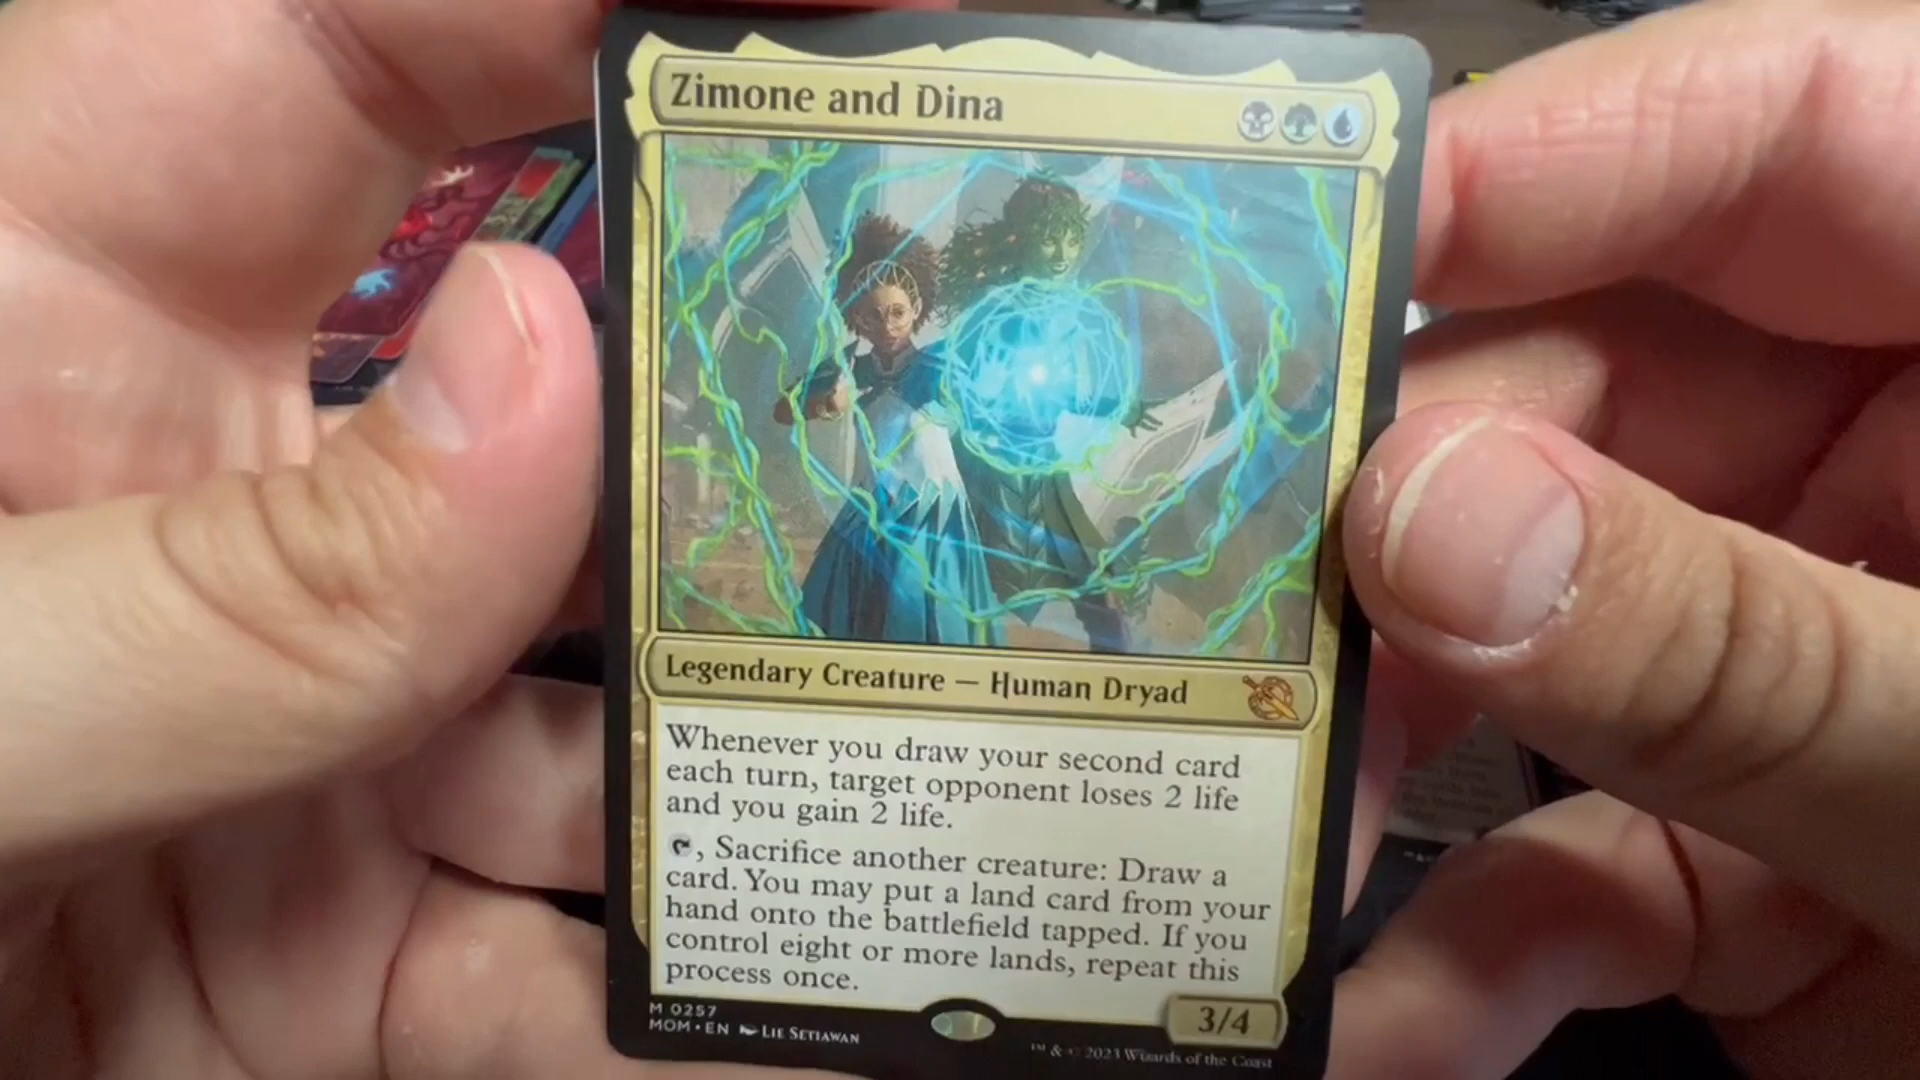 Zimone and Dina
Legendary Creature — Human Dryad
Whenever you draw your second card
each turn, target opponent loses 2 life
and you gain 2 life.
, Sacrifice another creature: Draw a
card. You may put a land card from your
hand onto the battlefield tapped. If you
control eight or more lands, repeat this
process once.
3/4
M 0257
MOM • EN LIE SETIAWAN
™ & © 2023 Wizards of the Coast